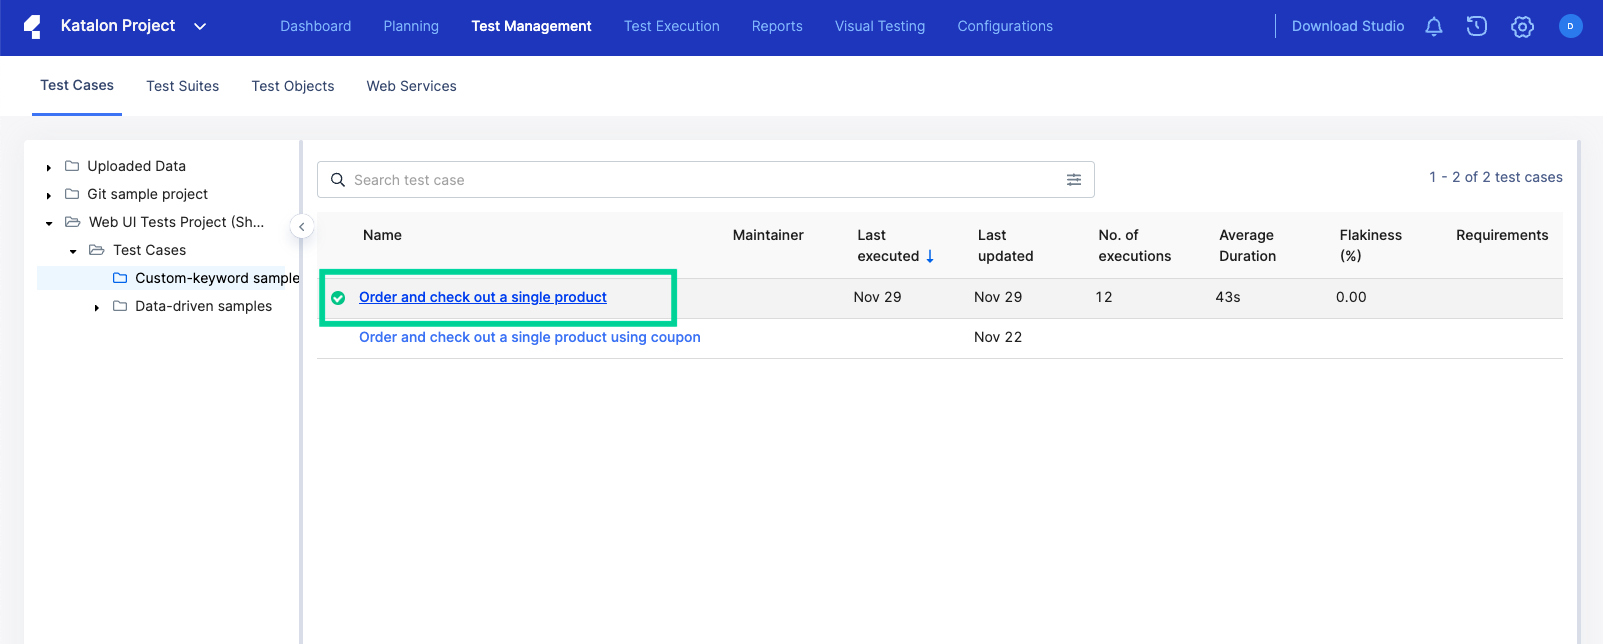 Katalon Project
Dashboard
Planning
Test Management
Test Execution
Reports
Visual Testing
Configurations
Download Studio
D
Test Cases
Test Suites
Test Objects
Web Services
Uploaded Data
Git sample project
Web UI Tests Project (Sh...
Test Cases
Custom-keyword sample
Data-driven samples
Search test case
1 - 2 of 2 test cases
Name
Maintainer
Last
executed
Last
updated
No. of
executions
Average
Duration
Flakiness
(%)
Requirements
Order and check out a single product
Nov 29
Nov 29
12
43s
0.00
Order and check out a single product using coupon
Nov 22